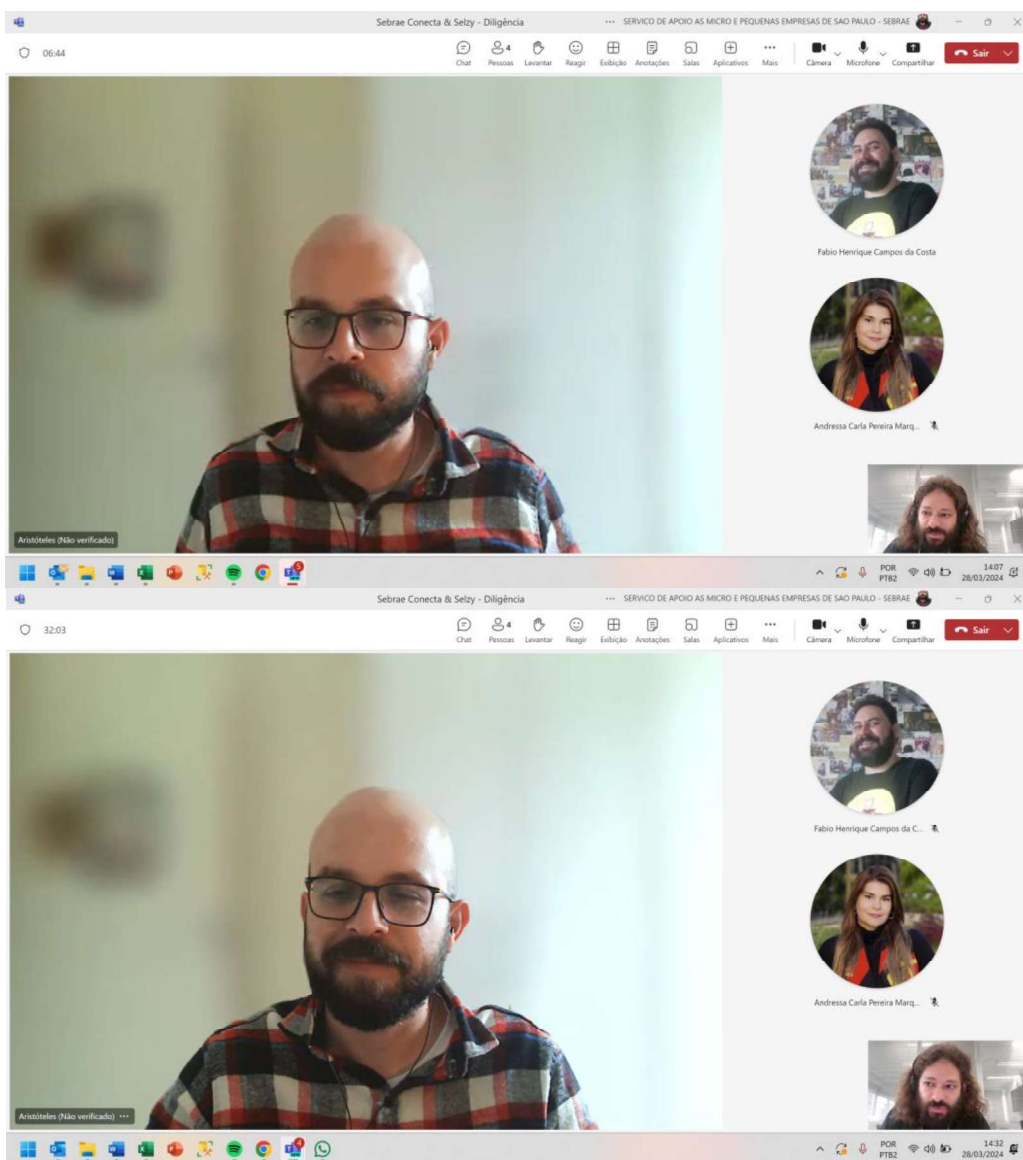 Sebrae Conecta & Selzy - Diligência
··· SERVICO DE APOIO AS MICRO E PEQUENAS EMPRESAS DE SAO PAULO - SEBRAE
06:44
4
Chat Pessoas Levantar Reagir Exibição Anotações Salas Aplicativos Mais Câmera Microfone Compartilhar Sair
Fabio Henrique Campos da Costa
Andressa Carla Pereira Marq...
Aristóteles (Não verificado)
5
POR 14:07
PTB2 28/03/2024
Sebrae Conecta & Selzy - Diligência
··· SERVICO DE APOIO AS MICRO E PEQUENAS EMPRESAS DE SAO PAULO - SEBRAE
32:03
4
Chat Pessoas Levantar Reagir Exibição Anotações Salas Aplicativos Mais Câmera Microfone Compartilhar Sair
Fabio Henrique Campos da C...
Andressa Carla Pereira Marq...
Aristóteles (Não verificado) ···
4
POR 14:32
PTB2 28/03/2024